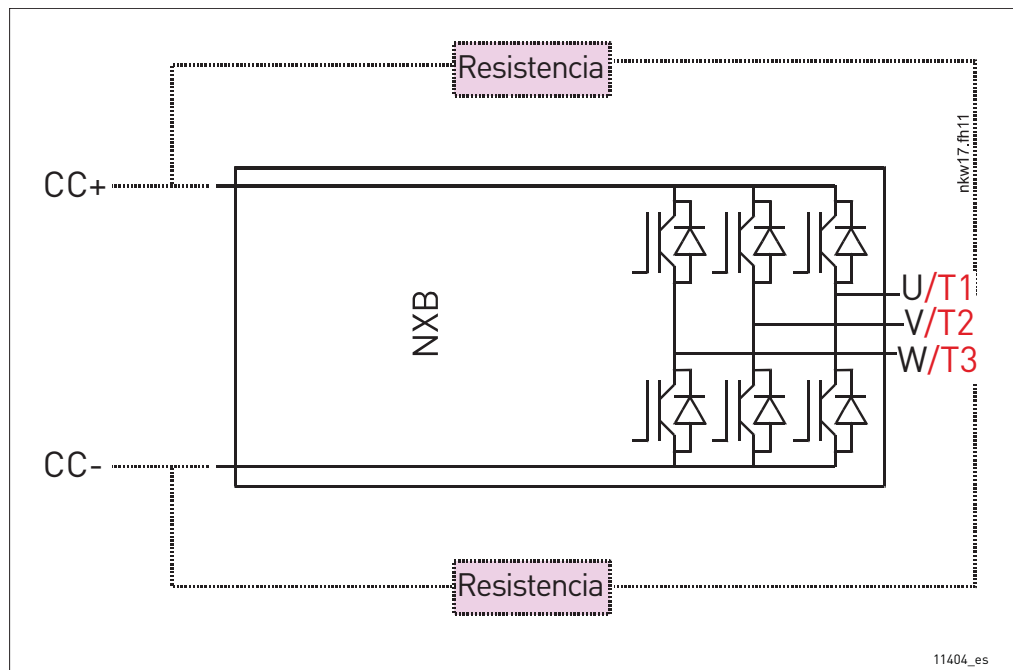 Resistencia
nkw17.fh11
CC+
NXB
U/T1
V/T2
W/T3
CC-
Resistencia
11404_es